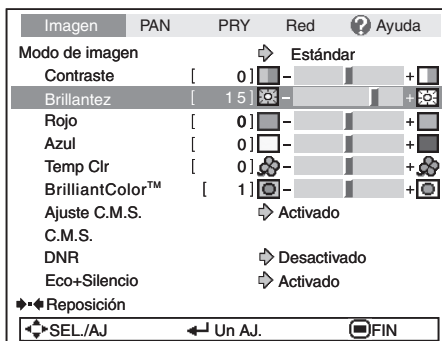 Imagen PAN PRY Red ? Ayuda
Modo de imagen Estándar
Contraste [ 0] - +
Brillantez [ 15] - +
Rojo [ 0] - +
Azul [ 0] - +
Temp Clr [ 0] - +
BrilliantColor™ [ 1] - +
Ajuste C.M.S. Activado
C.M.S.
DNR Desactivado
Eco+Silencio Activado
Reposición
SEL./AJ Un AJ. FIN